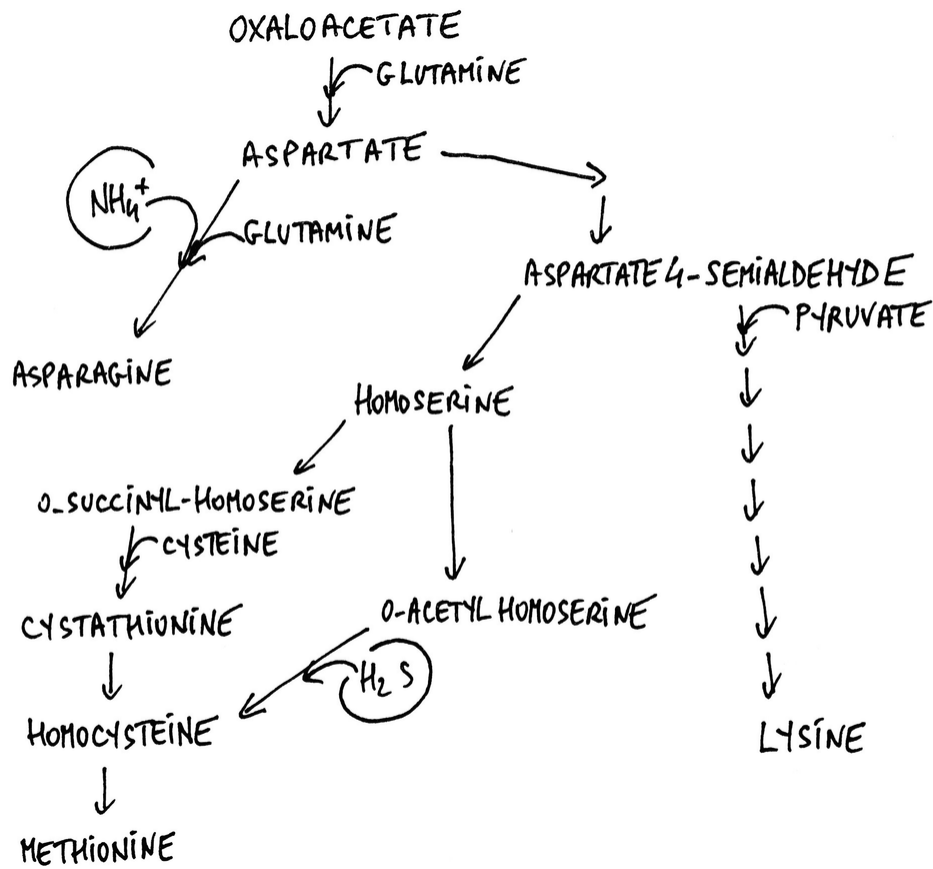 OXALOACETATE
GLUTAMINE
ASPARTATE
NH4+
GLUTAMINE
ASPARTATE 4-SEMIALDEHYDE
PYRUVATE
ASPARAGINE
HOMOSERINE
O-SUCCINYL-HOMOSERINE
CYSTEINE
CYSTATHIONINE
O-ACETYL HOMOSERINE
H2S
HOMOCYSTEINE
LYSINE
METHIONINE